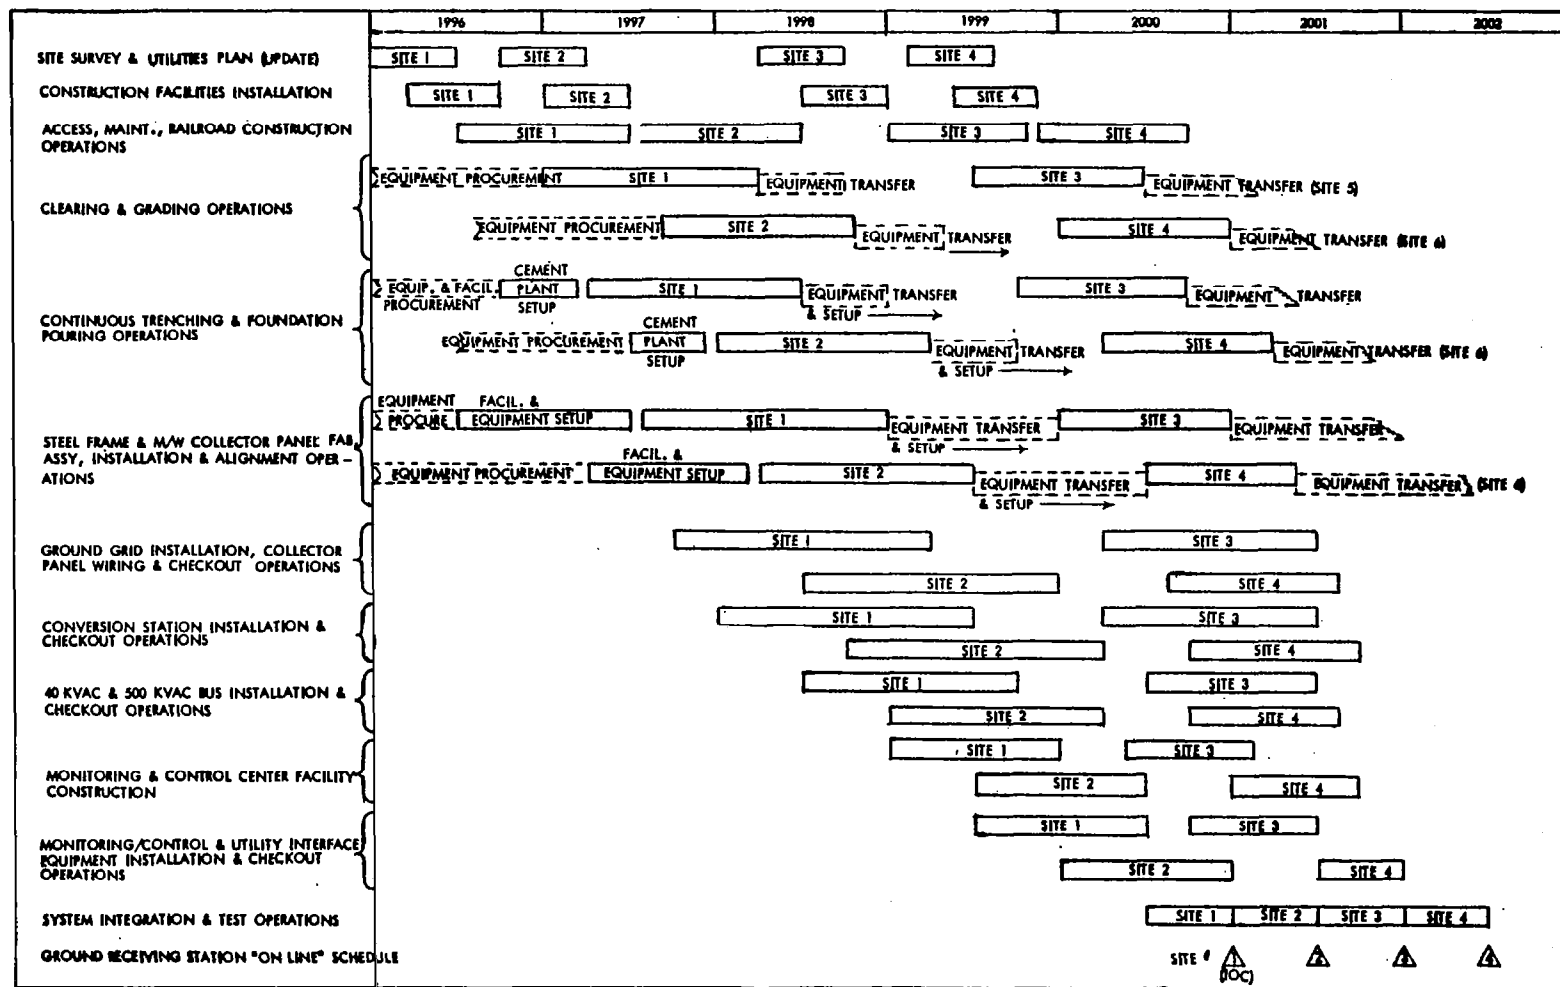 1996 1997 1998 1999 2000 2001 2002
SITE SURVEY & UTILITIES PLAN (UPDATE)
SITE 1 SITE 2 SITE 3 SITE 4
CONSTRUCTION FACILITIES INSTALLATION
SITE 1 SITE 2 SITE 3 SITE 4
ACCESS, MAINT., RAILROAD CONSTRUCTION
OPERATIONS
SITE 1 SITE 2 SITE 3 SITE 4
CLEARING & GRADING OPERATIONS
EQUIPMENT PROCUREMENT SITE 1 EQUIPMENT TRANSFER SITE 3 EQUIPMENT TRANSFER (SITE 5)
EQUIPMENT PROCUREMENT SITE 2 EQUIPMENT TRANSFER SITE 4 EQUIPMENT TRANSFER (SITE 6)
CONTINUOUS TRENCHING & FOUNDATION
POURING OPERATIONS
EQUIP. & FACIL.
PROCUREMENT
CEMENT
PLANT
SETUP
SITE 1
EQUIPMENT TRANSFER
& SETUP
SITE 3
EQUIPMENT TRANSFER
EQUIPMENT PROCUREMENT
CEMENT
PLANT
SETUP
SITE 2
EQUIPMENT TRANSFER
& SETUP
SITE 4
EQUIPMENT TRANSFER (SITE 6)
STEEL FRAME & M/W COLLECTOR PANEL FAB,
ASSY, INSTALLATION & ALIGNMENT OPER-
ATIONS
EQUIPMENT
PROCURE
FACIL. &
EQUIPMENT SETUP
SITE 1
EQUIPMENT TRANSFER
& SETUP
SITE 3
EQUIPMENT TRANSFER
EQUIPMENT PROCUREMENT
FACIL. &
EQUIPMENT SETUP
SITE 2
EQUIPMENT TRANSFER
& SETUP
SITE 4
EQUIPMENT TRANSFER
GROUND GRID INSTALLATION, COLLECTOR
PANEL WIRING & CHECKOUT OPERATIONS
SITE 1 SITE 3
SITE 2 SITE 4
CONVERSION STATION INSTALLATION &
CHECKOUT OPERATIONS
SITE 1 SITE 3
SITE 2 SITE 4
40 KVAC & 500 KVAC BUS INSTALLATION &
CHECKOUT OPERATIONS
SITE 1 SITE 3
SITE 2 SITE 4
MONITORING & CONTROL CENTER FACILITY
CONSTRUCTION
SITE 1 SITE 3
SITE 2 SITE 4
MONITORING/CONTROL & UTILITY INTERFACE
EQUIPMENT INSTALLATION & CHECKOUT
OPERATIONS
SITE 1 SITE 3
SITE 2 SITE 4
SYSTEM INTEGRATION & TEST OPERATIONS
SITE 1 SITE 2 SITE 3 SITE 4
GROUND RECEIVING STATION "ON LINE" SCHEDULE
SITE # 1 2 3 4
(IOC)